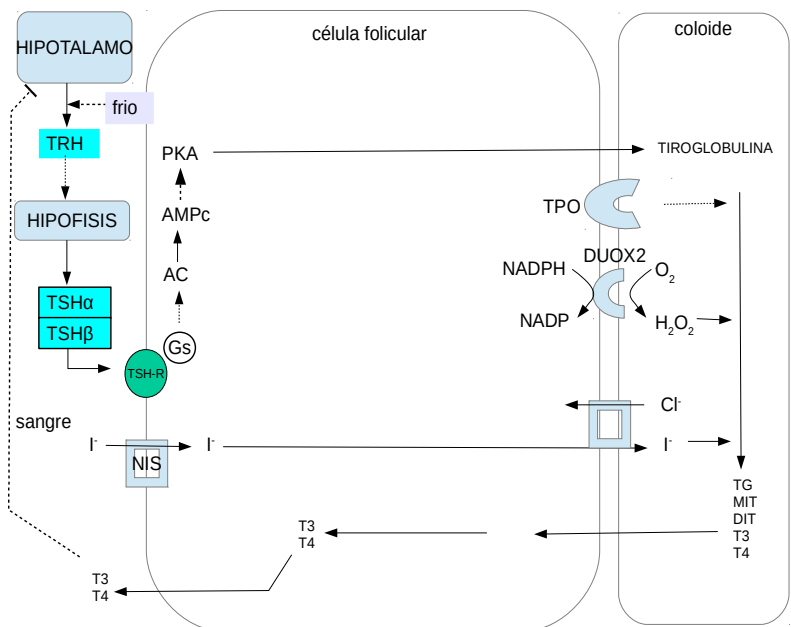 HIPOTALAMO
frio
TRH
HIPOFISIS
TSHα
TSHβ
sangre
I⁻
T3
T4
célula folicular
PKA
AMPc
AC
Gs
TSH-R
NIS
I⁻
T3
T4
TPO
DUOX2
NADPH
NADP
coloide
TIROGLOBULINA
O₂
H₂O₂
Cl⁻
I⁻
TG
MIT
DIT
T3
T4